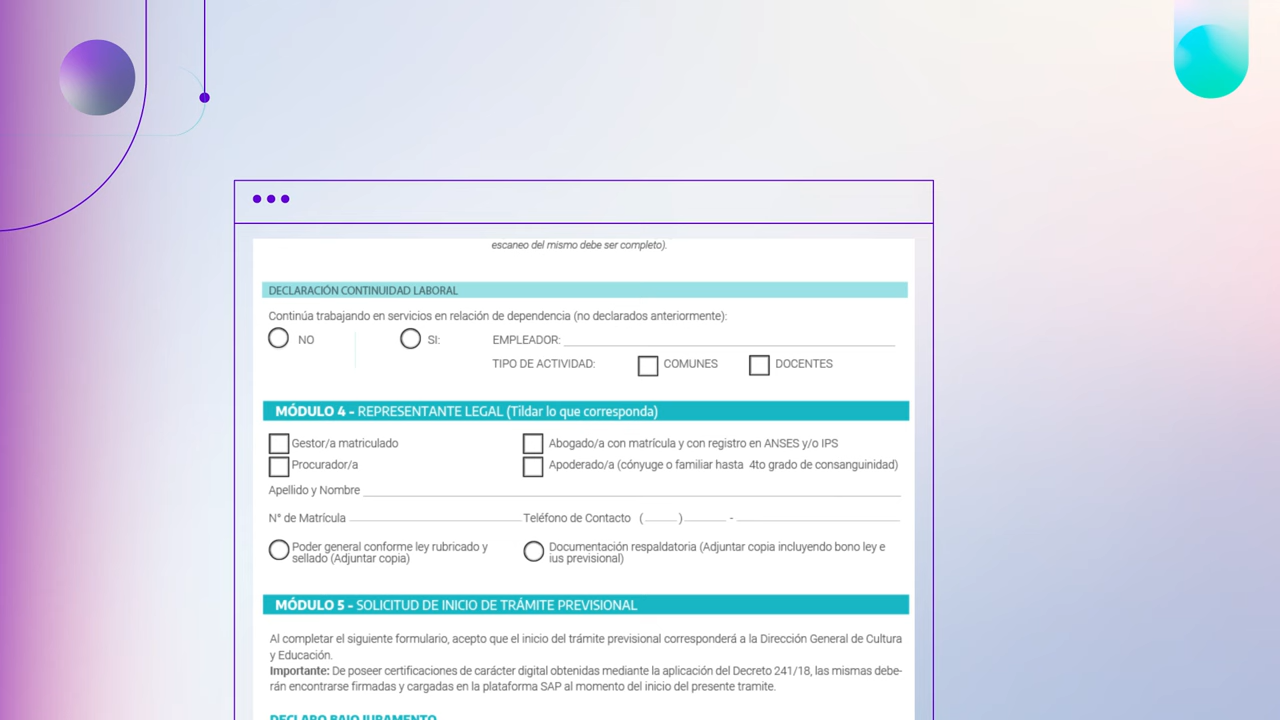 escaneo del mismo debe ser completo).
DECLARACIÓN CONTINUIDAD LABORAL
Continúa trabajando en servicios en relación de dependencia (no declarados anteriormente):
NO SI: EMPLEADOR:
TIPO DE ACTIVIDAD: COMUNES DOCENTES
MÓDULO 4 - REPRESENTANTE LEGAL (Tildar lo que corresponda)
Gestor/a matriculado Abogado/a con matrícula y con registro en ANSES y/o IPS
Procurador/a Apoderado/a (cónyuge o familiar hasta 4to grado de consanguinidad)
Apellido y Nombre
N° de Matrícula Teléfono de Contacto ( ) -
Poder general conforme ley rubricado y Documentación respaldatoria (Adjuntar copia incluyendo bono ley e
sellado (Adjuntar copia) ius previsional)
MÓDULO 5 - SOLICITUD DE INICIO DE TRÁMITE PREVISIONAL
Al completar el siguiente formulario, acepto que el inicio del trámite previsional corresponderá a la Dirección General de Cultura
y Educación.
Importante: De poseer certificaciones de carácter digital obtenidas mediante la aplicación del Decreto 241/18, las mismas debe-
rán encontrarse firmadas y cargadas en la plataforma SAP al momento del inicio del presente tramite.
DECLARO BAJO JURAMENTO